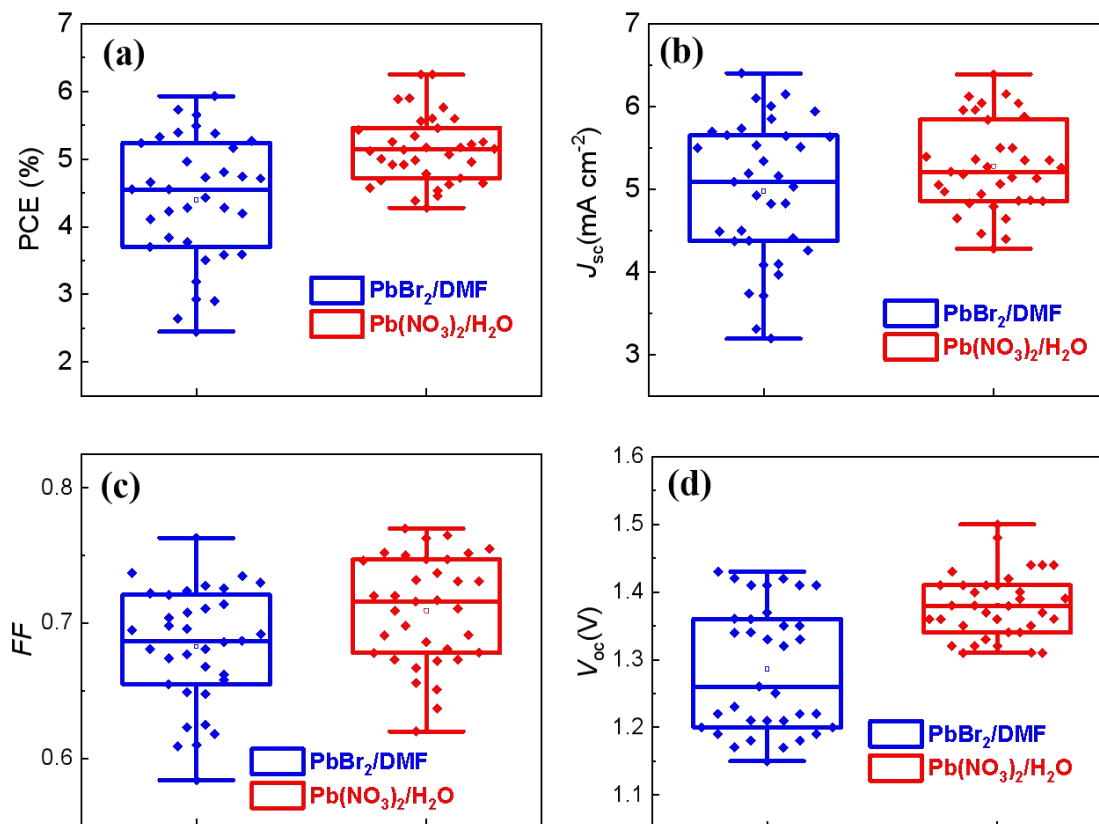 (a)
PCE (%)
7
6
5
4
3
2
PbBr₂/DMF
Pb(NO₃)₂/H₂O
(b)
Jsc(mA cm⁻²)
7
6
5
4
3
PbBr₂/DMF
Pb(NO₃)₂/H₂O
(c)
FF
0.8
0.7
0.6
PbBr₂/DMF
Pb(NO₃)₂/H₂O
(d)
Voc(V)
1.6
1.5
1.4
1.3
1.2
1.1
PbBr₂/DMF
Pb(NO₃)₂/H₂O